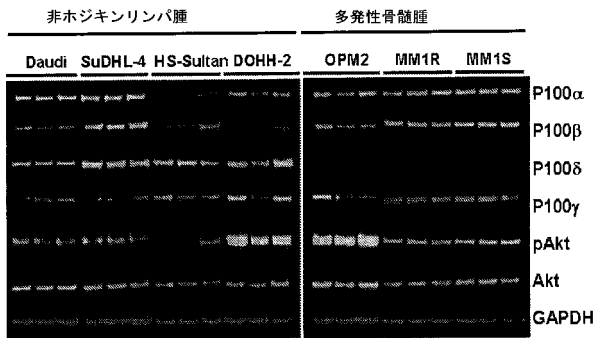 非ホジキンリンパ腫 多発性骨髄腫
Daudi SuDHL-4 HS-Sultan DOHH-2 OPM2 MM1R MM1S
P100α
P100β
P100δ
P100γ
pAkt
Akt
GAPDH